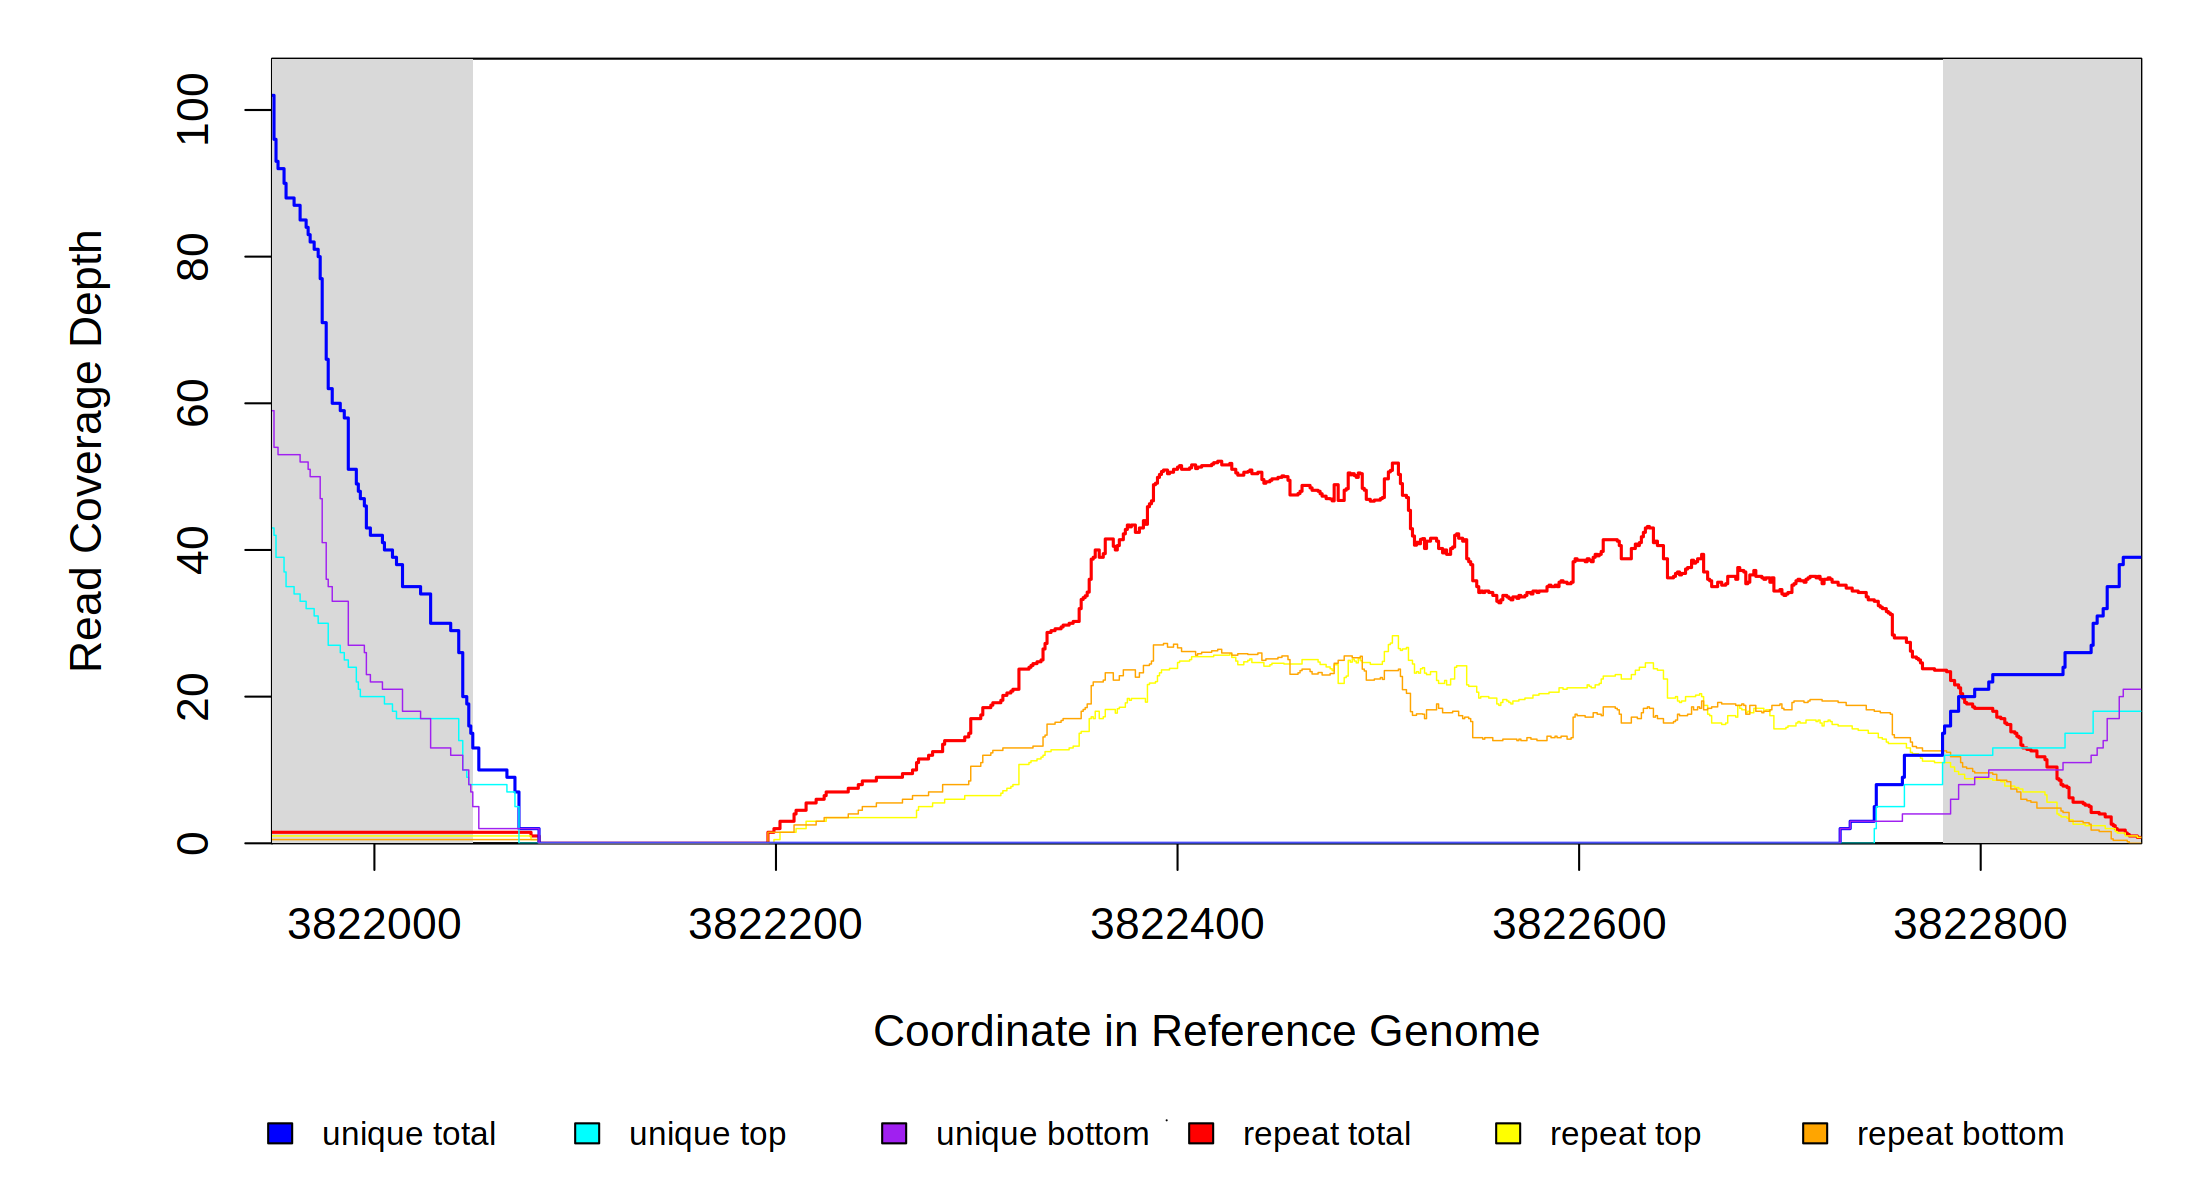 Read Coverage Depth
100
80
60
40
20
0
3822000 3822200 3822400 3822600 3822800
Coordinate in Reference Genome
unique total unique top unique bottom repeat total repeat top repeat bottom